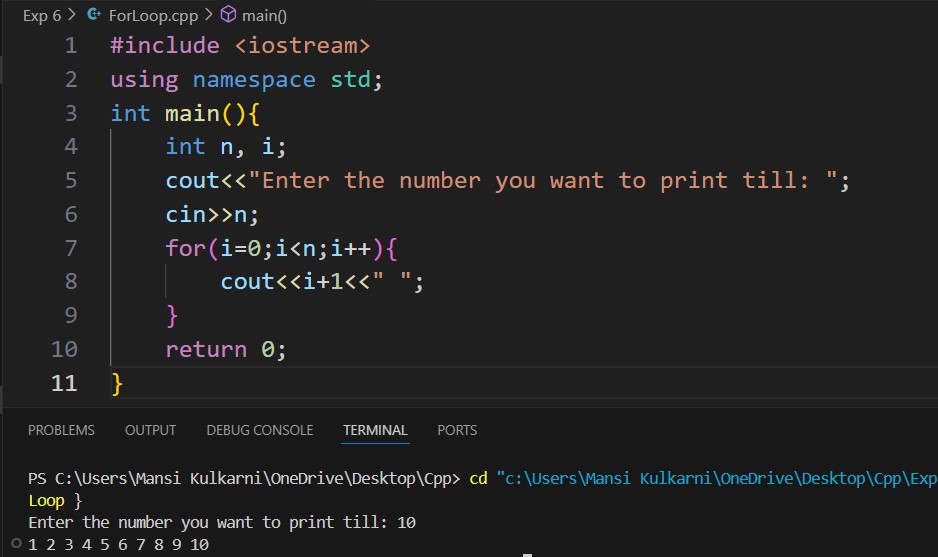 Exp 6 > ForLoop.cpp > main()
1 #include <iostream>
2 using namespace std;
3 int main(){
4     int n, i;
5     cout<<"Enter the number you want to print till: ";
6     cin>>n;
7     for(i=0;i<n;i++){
8         cout<<i+1<<" ";
9     }
10     return 0;
11 }
PROBLEMS OUTPUT DEBUG CONSOLE TERMINAL PORTS
PS C:\Users\Mansi Kulkarni\OneDrive\Desktop\Cpp> cd "c:\Users\Mansi Kulkarni\OneDrive\Desktop\Cpp\Exp
Loop }
Enter the number you want to print till: 10
1 2 3 4 5 6 7 8 9 10